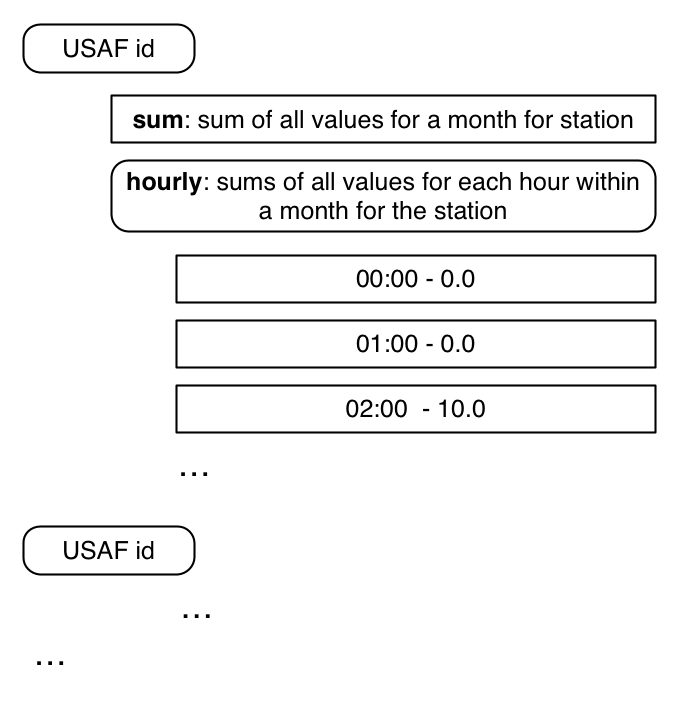 USAF id
sum: sum of all values for a month for station
hourly: sums of all values for each hour within
a month for the station
00:00 - 0.0
01:00 - 0.0
02:00  - 10.0
...
USAF id
...
...